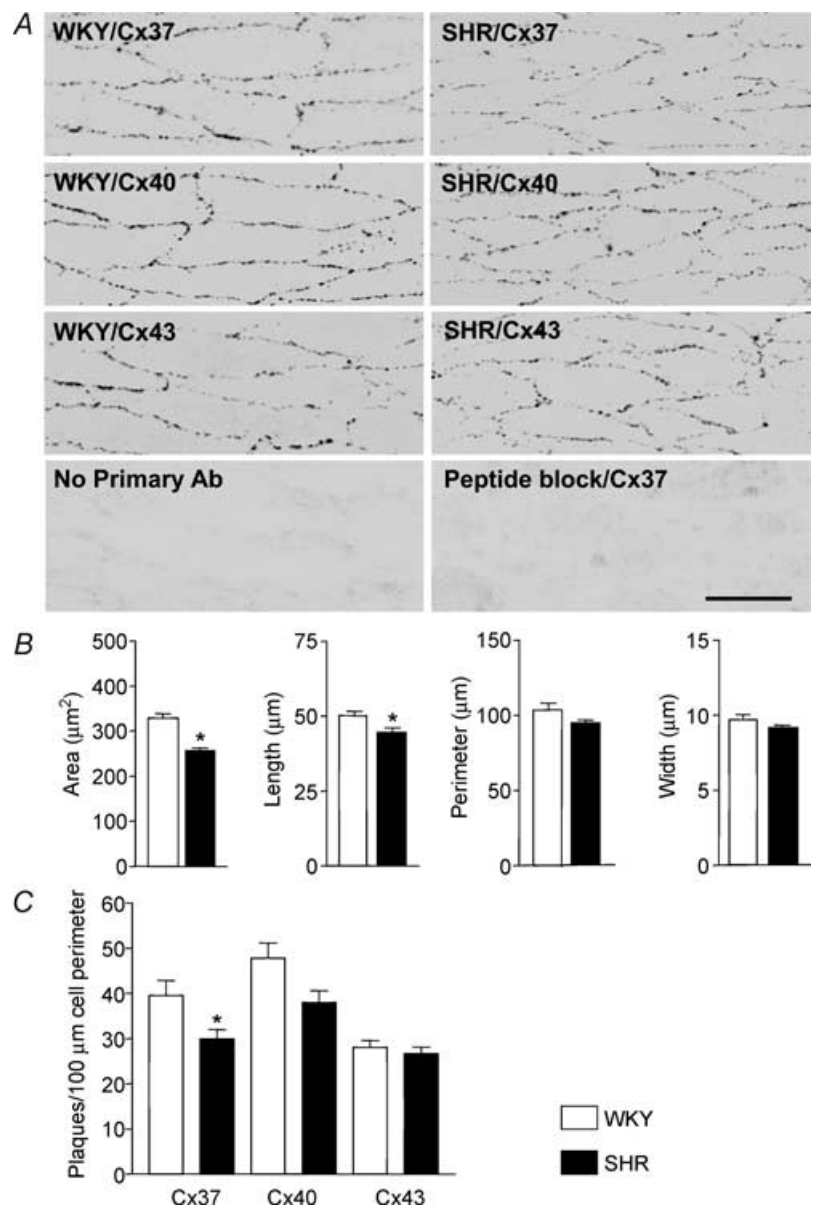 A
WKY/Cx37
SHR/Cx37
WKY/Cx40
SHR/Cx40
WKY/Cx43
SHR/Cx43
No Primary Ab
Peptide block/Cx37
B
Area (µm²)
500
400
300
200
100
0
*
Length (µm)
75
50
25
0
*
Perimeter (µm)
150
100
50
0
Width (µm)
15
10
5
0
C
Plaques/100 µm cell perimeter
60
50
40
30
20
10
0
*
Cx37 Cx40 Cx43
WKY
SHR